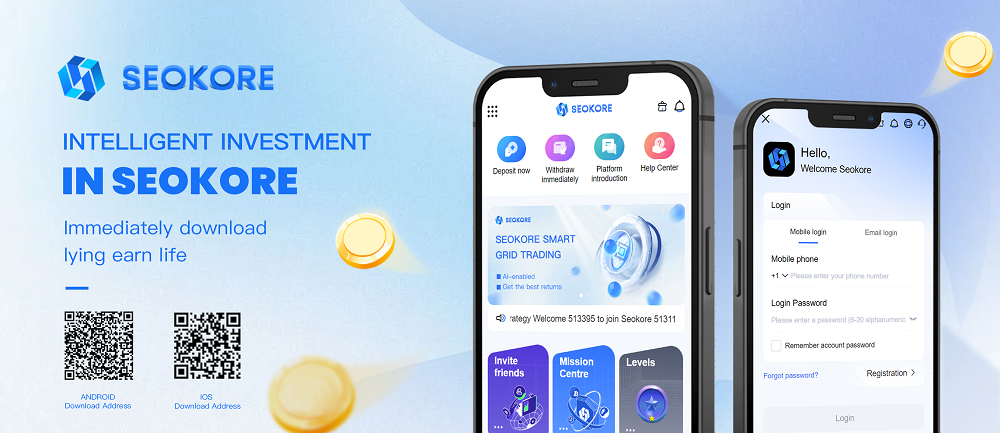 SEOKORE
INTELLIGENT INVESTMENT
IN SEOKORE
Immediately download
lying earn life
ANDROID
Download Address
IOS
Download Address
SEOKORE
Deposit now
Withdraw
immediately
Platform
introduction
Help Center
SEOKORE
SEOKORE SMART
GRID TRADING
AI-enabled
Get the best returns
rategy Welcome 513395 to join Seokore 51311
Invite
friends
Mission
Centre
Levels
Hello,
Welcome Seokore
Login
Mobile login
Email login
Mobile phone
+1
Please enter your phone number
Login Password
Please enter a password (6-20 alphanumeric
Remember account password
Forgot password?
Registration
Login